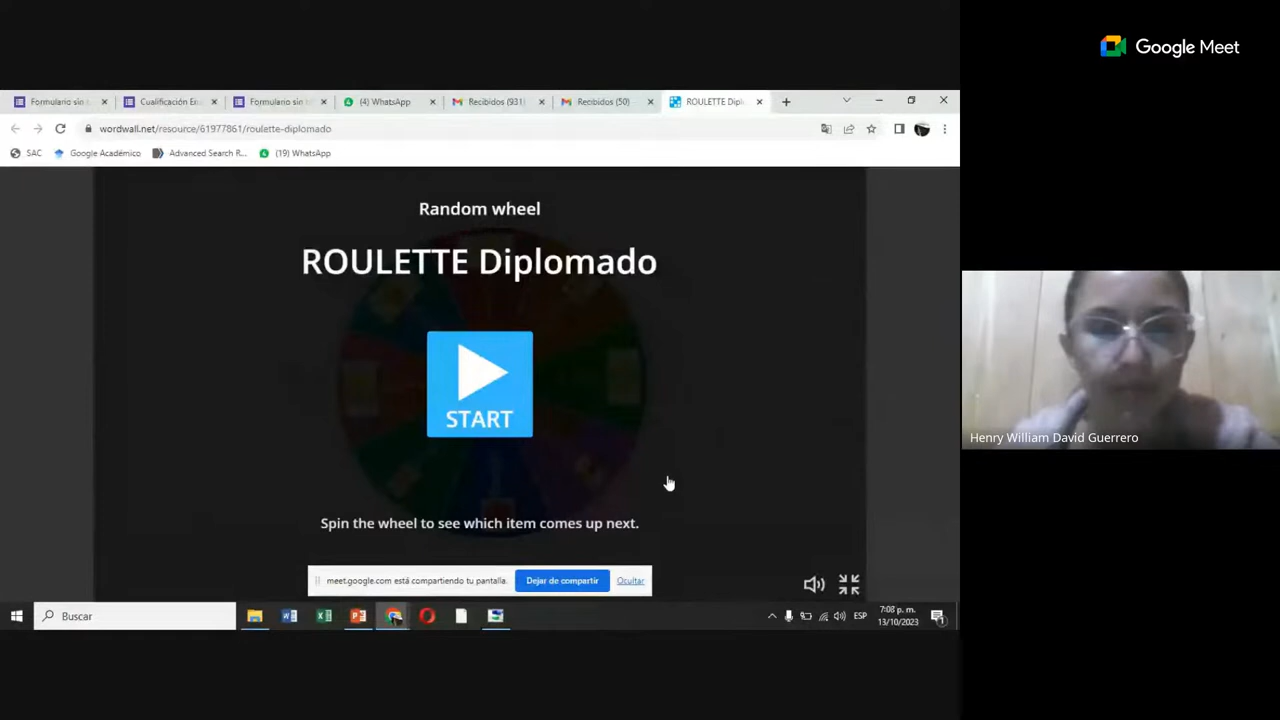 Google Meet
Formulario sin
Cualificación En
Formulario sin
(4) WhatsApp
Recibidos (931)
Recibidos (50)
ROULETTE Dipl
wordwall.net/resource/61977861/roulette-diplomado
SAC
Google Académico
Advanced Search R...
(19) WhatsApp
Random wheel
ROULETTE Diplomado
START
Spin the wheel to see which item comes up next.
Henry William David Guerrero
meet.google.com está compartiendo tu pantalla.
Dejar de compartir
Ocultar
Buscar
ESP
7:08 p. m.
13/10/2023